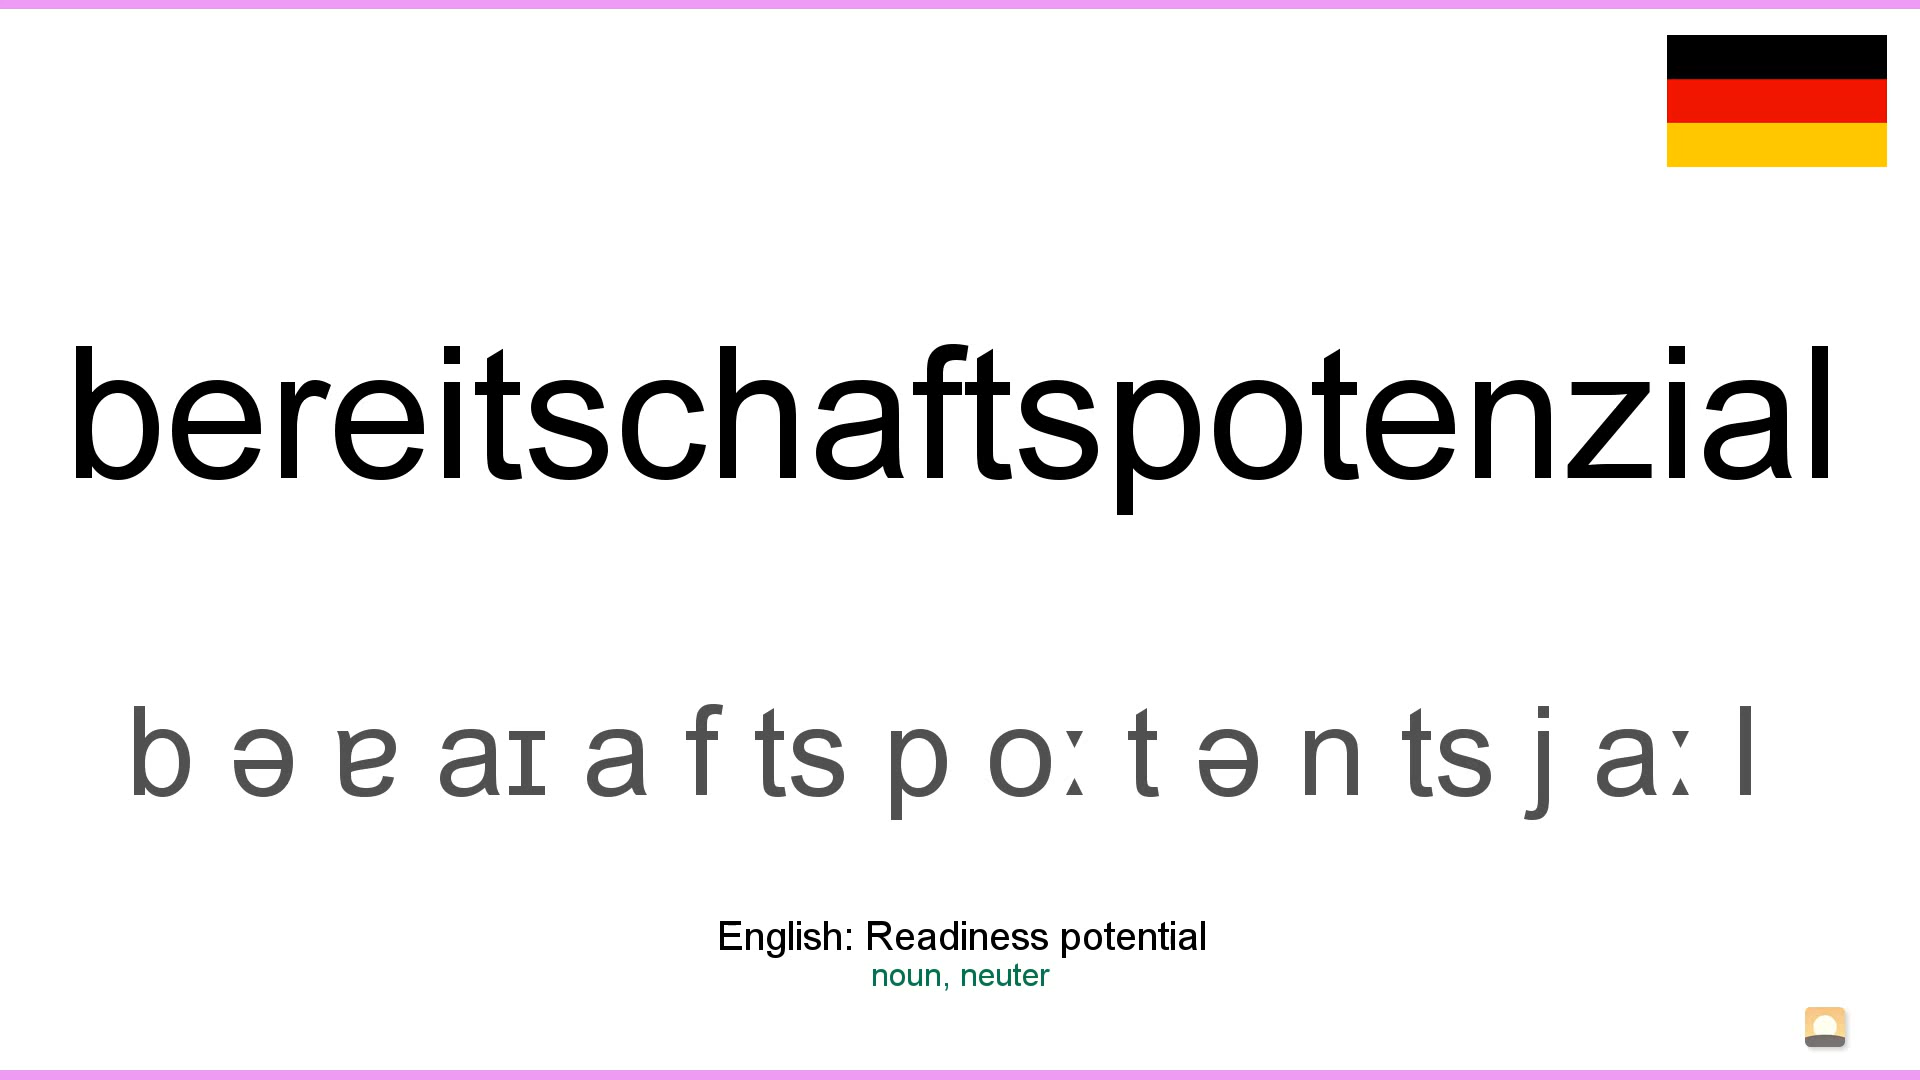 bereitschaftspotenzial
b ə ɐ aɪ a f ts p oː t ə n ts j aː l
English: Readiness potential
noun, neuter